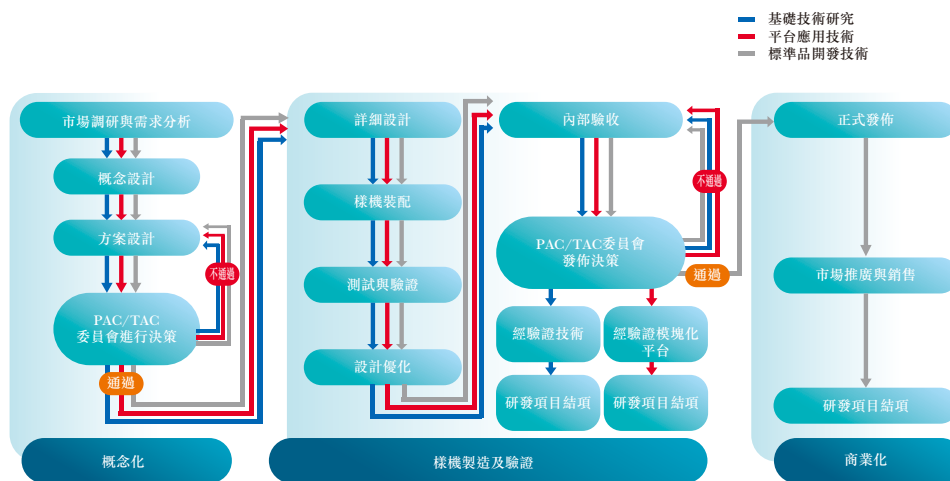 基礎技術研究
平台應用技術
標準品開發技術
市場調研與需求分析
概念設計
方案設計
不通過
PAC/TAC
委員會進行決策
通過
概念化
詳細設計
樣機裝配
測試與驗證
設計優化
內部驗收
不通過
PAC/TAC委員會
發佈決策
通過
經驗證技術
經驗證模塊化
平台
研發項目結項
研發項目結項
樣機製造及驗證
正式發佈
市場推廣與銷售
研發項目結項
商業化